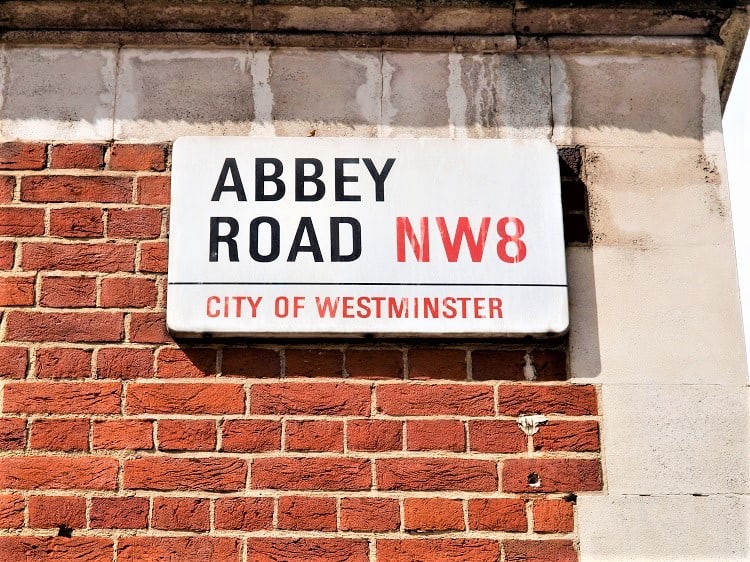 ABBEY
ROAD NW8
CITY OF WESTMINSTER